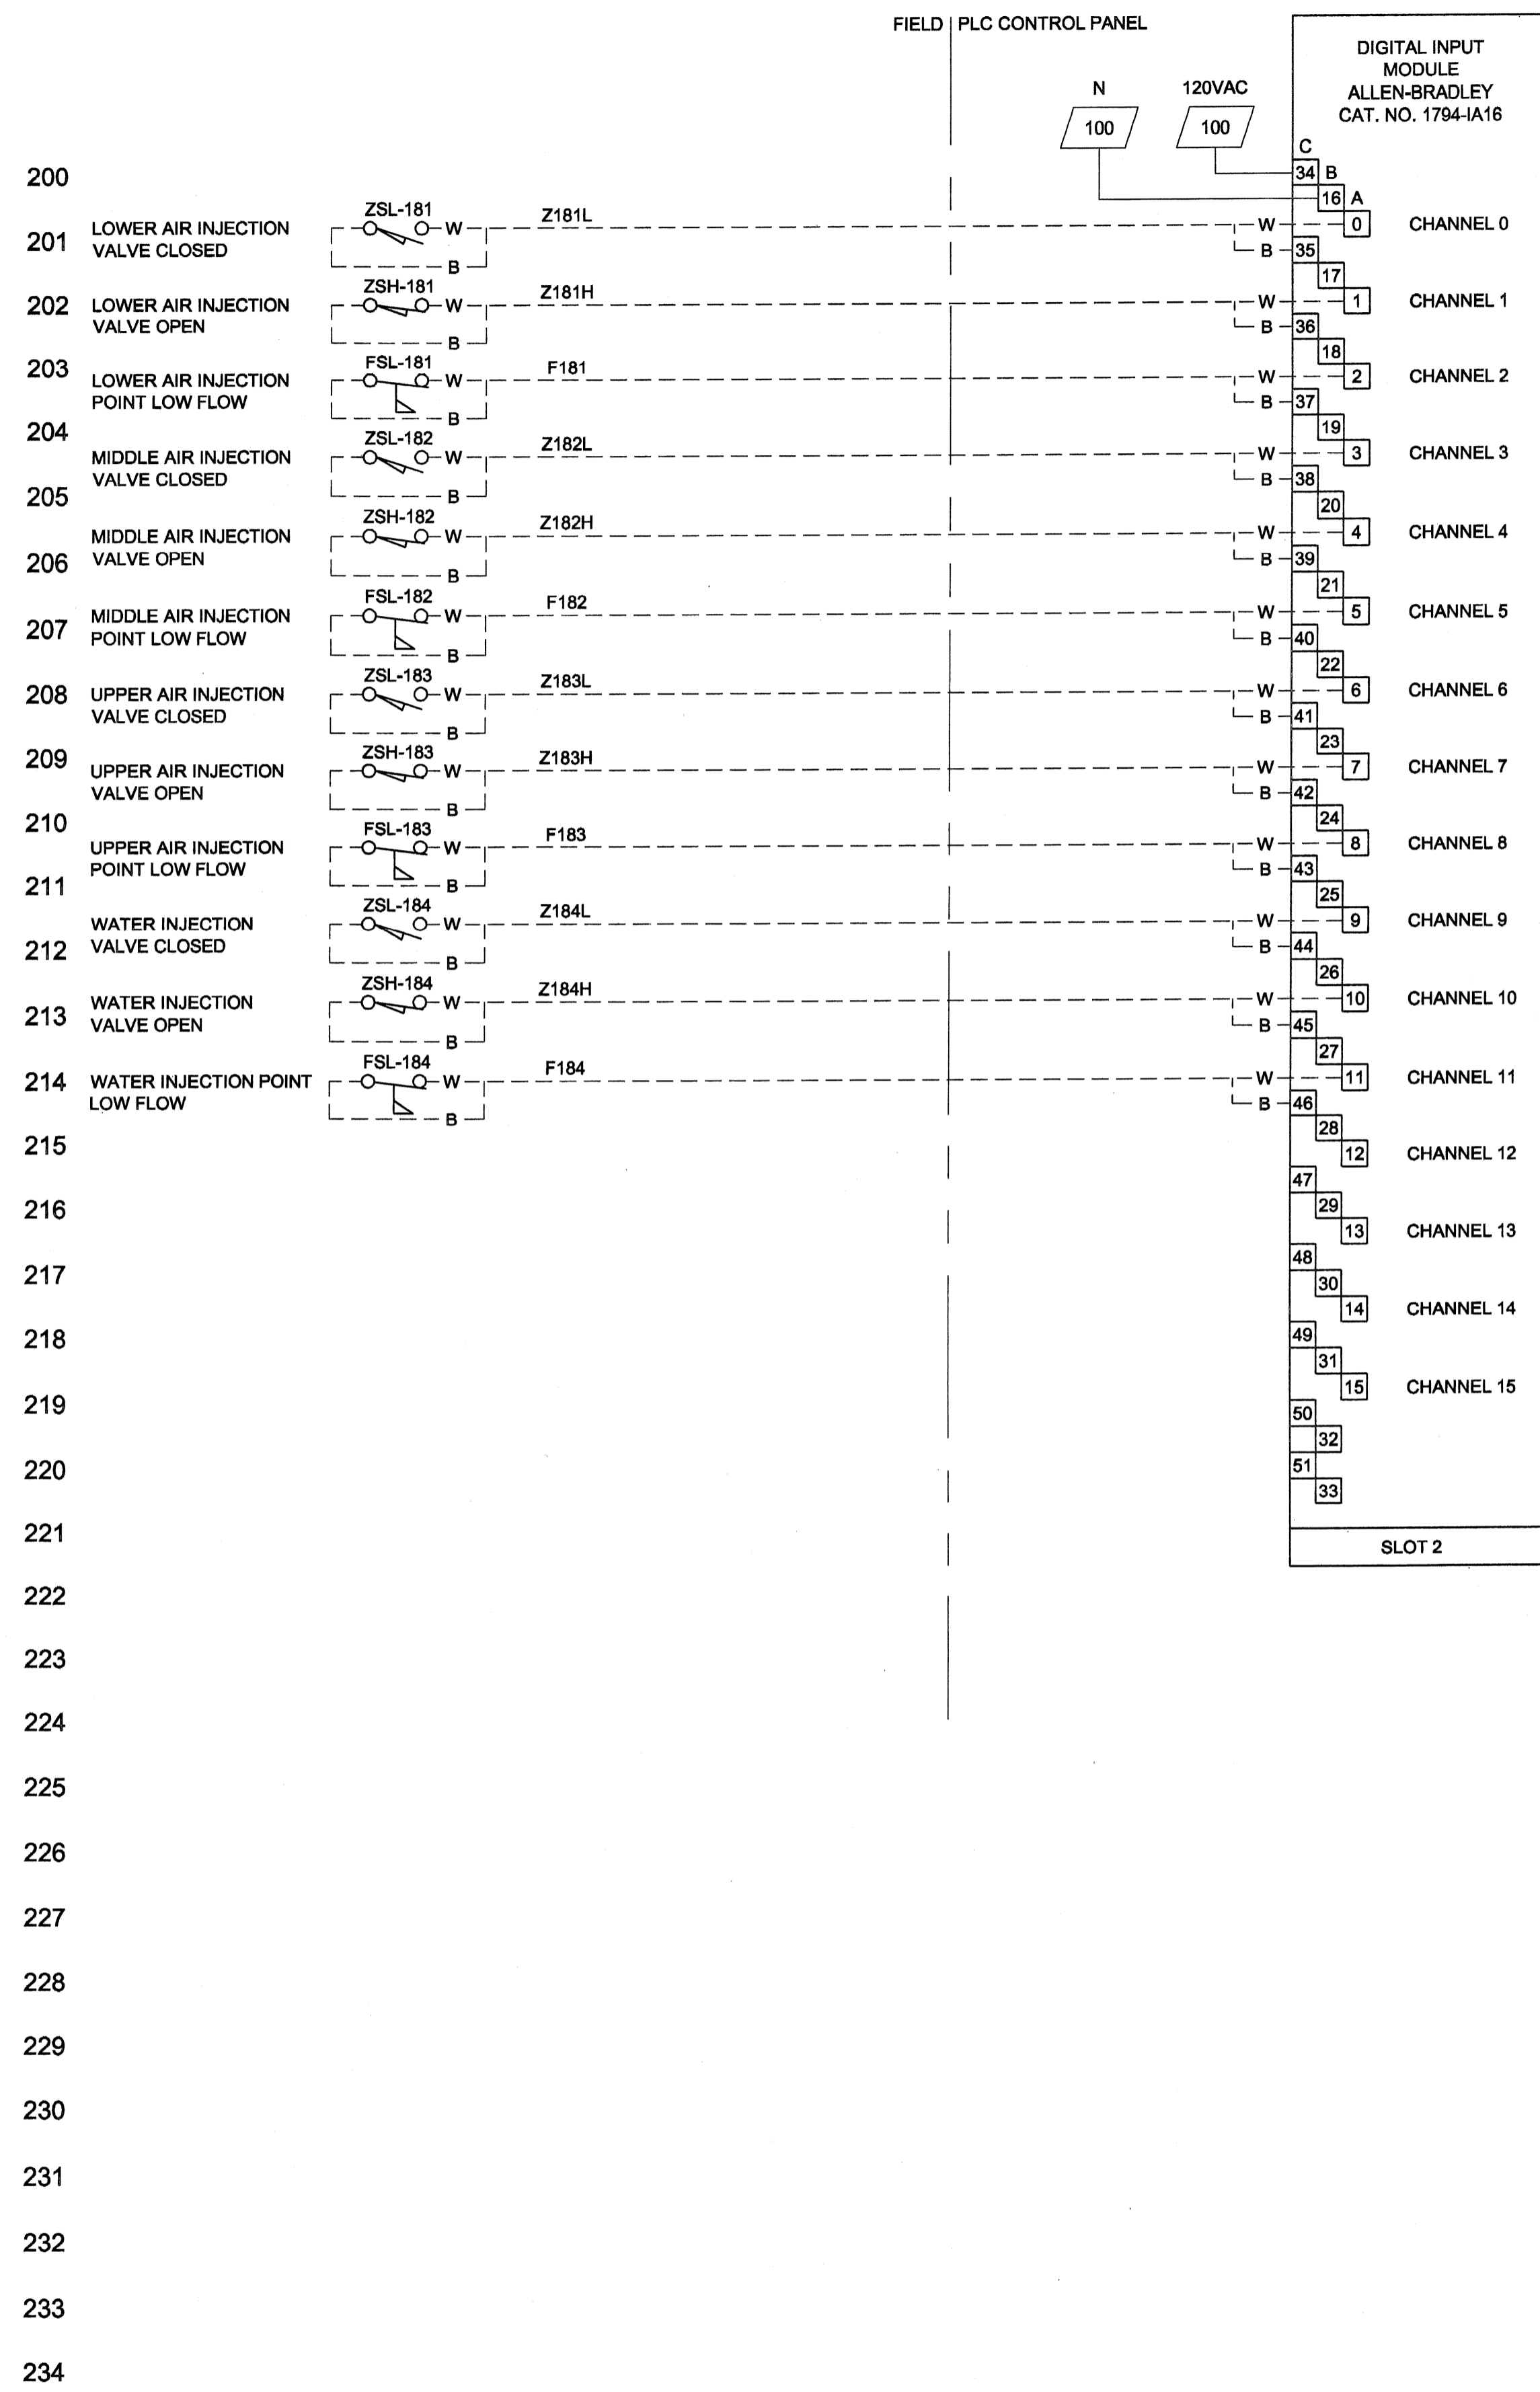 FIELD PLC CONTROL PANEL
DIGITAL INPUT
MODULE
ALLEN-BRADLEY
CAT. NO. 1794-IA16
N 120VAC
100 100
C
200 34 B
16 A
ZSL-181
201 LOWER AIR INJECTION W Z181L W 0 CHANNEL 0
VALVE CLOSED B B 35
17
ZSH-181
202 LOWER AIR INJECTION W Z181H W 1 CHANNEL 1
VALVE OPEN B B 36
18
203 FSL-181
LOWER AIR INJECTION W F181 W 2 CHANNEL 2
POINT LOW FLOW B B 37
19
204 ZSL-182
MIDDLE AIR INJECTION W Z182L W 3 CHANNEL 3
VALVE CLOSED B B 38
205 20
ZSH-182
MIDDLE AIR INJECTION W Z182H W 4 CHANNEL 4
206 VALVE OPEN B B 39
21
FSL-182
207 MIDDLE AIR INJECTION W F182 W 5 CHANNEL 5
POINT LOW FLOW B B 40
22
ZSL-183
208 UPPER AIR INJECTION W Z183L W 6 CHANNEL 6
VALVE CLOSED B B 41
23
209 ZSH-183
UPPER AIR INJECTION W Z183H W 7 CHANNEL 7
VALVE OPEN B B 42
24
210 FSL-183
UPPER AIR INJECTION W F183 W 8 CHANNEL 8
POINT LOW FLOW B B 43
211 25
ZSL-184
WATER INJECTION W Z184L W 9 CHANNEL 9
212 VALVE CLOSED B B 44
26
ZSH-184
WATER INJECTION W Z184H W 10 CHANNEL 10
213 VALVE OPEN B B 45
27
FSL-184
214 WATER INJECTION POINT W F184 W 11 CHANNEL 11
LOW FLOW B B 46
28
215 12 CHANNEL 12
47
216 29
13 CHANNEL 13
48
217 30
14 CHANNEL 14
218 49
31
15 CHANNEL 15
219 50
32
220 51
33
221 SLOT 2
222
223
224
225
226
227
228
229
230
231
232
233
234